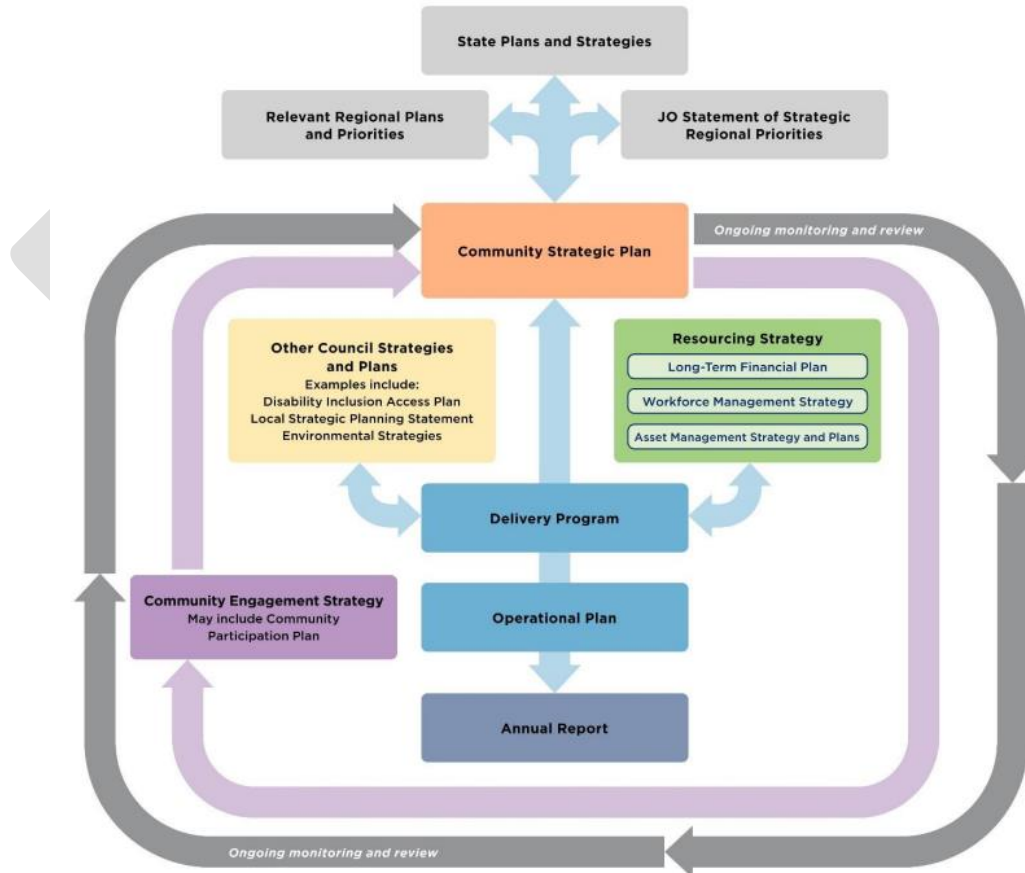 State Plans and Strategies
Relevant Regional Plans
and Priorities
JO Statement of Strategic
Regional Priorities
Community Strategic Plan
Ongoing monitoring and review
Other Council Strategies
and Plans
Examples include:
Disability Inclusion Access Plan
Local Strategic Planning Statement
Environmental Strategies
Resourcing Strategy
Long-Term Financial Plan
Workforce Management Strategy
Asset Management Strategy and Plans
Delivery Program
Community Engagement Strategy
May include Community
Participation Plan
Operational Plan
Annual Report
Ongoing monitoring and review